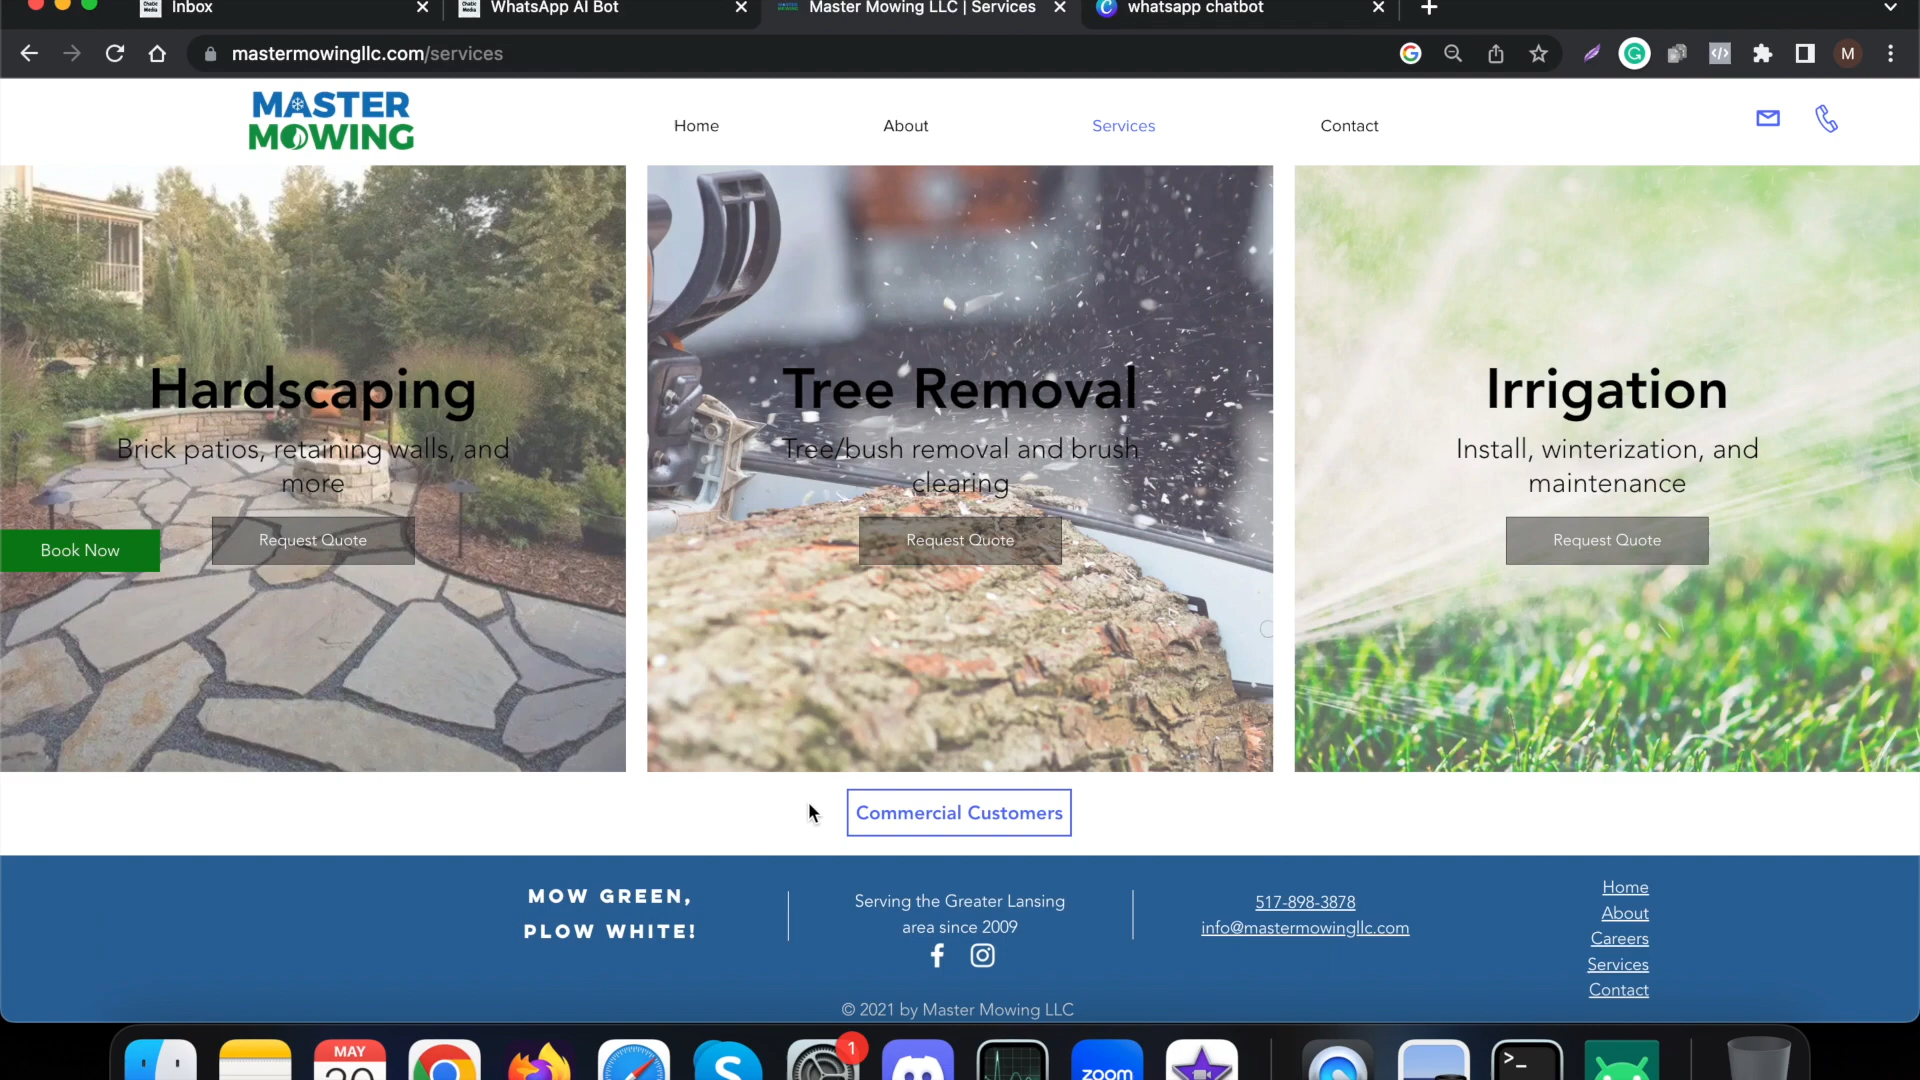 Inbox
WhatsApp AI Bot
Master Mowing LLC | Services
whatsapp chatbot
mastermowingllc.com/services
M
MASTER
MOWING
Home
About
Services
Contact
Hardscaping
Brick patios, retaining walls, and
more
Request Quote
Book Now
Tree Removal
Tree/bush removal and brush
clearing
Request Quote
Irrigation
Install, winterization, and
maintenance
Request Quote
Commercial Customers
MOW GREEN,
PLOW WHITE!
Serving the Greater Lansing
area since 2009
517-898-3878
info@mastermowingllc.com
Home
About
Careers
Services
Contact
© 2021 by Master Mowing LLC
MAY
1
zoom